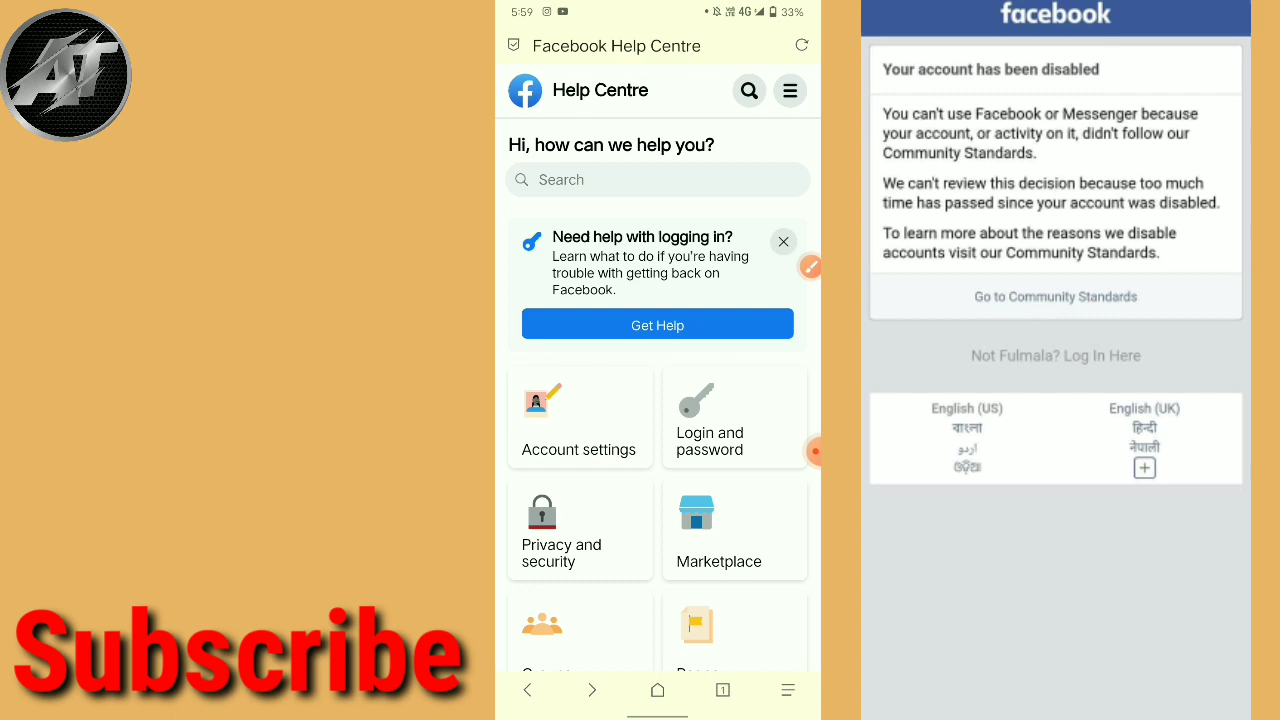 AT
Subscribe
5:59
4G 33%
Facebook Help Centre
Help Centre
Hi, how can we help you?
Search
Need help with logging in?
Learn what to do if you're having
trouble with getting back on
Facebook.
Get Help
Account settings
Login and
password
Privacy and
security
Marketplace
1
facebook
Your account has been disabled
You can't use Facebook or Messenger because
your account, or activity on it, didn't follow our
Community Standards.
We can't review this decision because too much
time has passed since your account was disabled.
To learn more about the reasons we disable
accounts visit our Community Standards.
Go to Community Standards
Not Fulmala? Log In Here
English (US)
English (UK)
বাংলা
हिन्दी
اردو
नेपाली
ଓଡ଼ିଆ